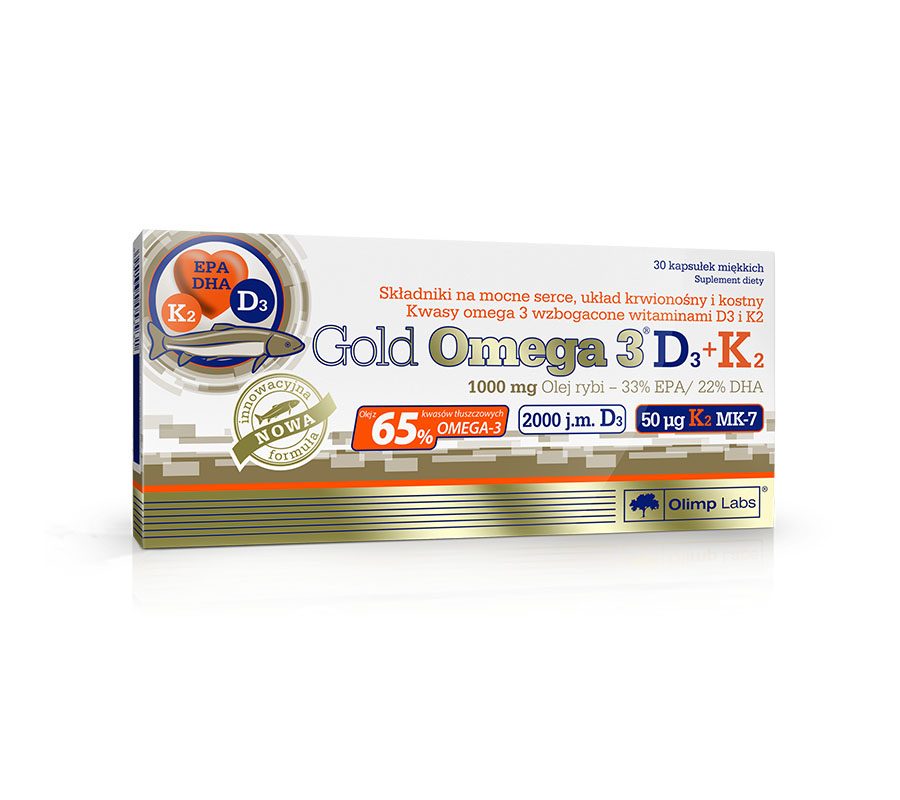 EPA
DHA
K2
D3
30 kapsułek miękkich
Suplement diety
Składniki na mocne serce, układ krwionośny i kostny
Kwasy omega 3 wzbogacone witaminami D3 i K2
Gold Omega 3® D3+K2
1000 mg Olej rybi – 33% EPA/ 22% DHA
innowacyjna
NOWA
formuła
Olej z 65% kwasów tłuszczowych OMEGA-3
2000 j.m. D3
50 µg K2 MK-7
Olimp Labs®